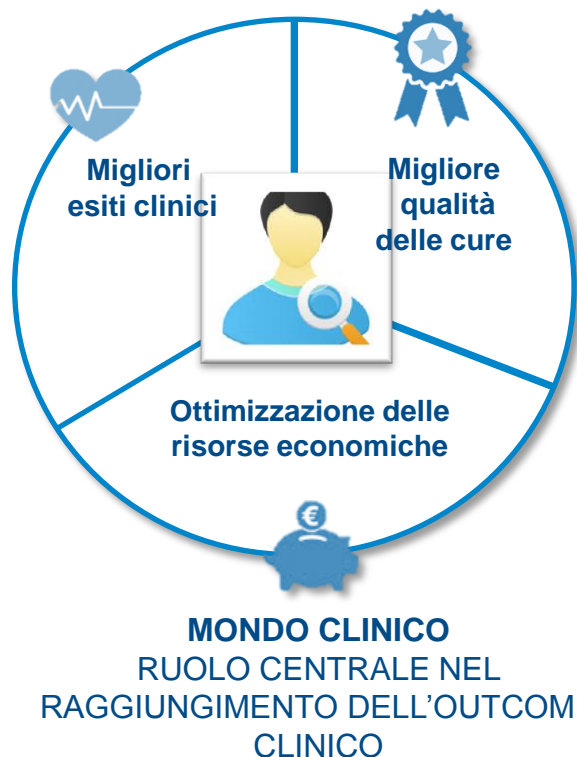 Migliori
esiti clinici
Migliore
qualità
delle cure
Ottimizzazione delle
risorse economiche
€
MONDO CLINICO
RUOLO CENTRALE NEL
RAGGIUNGIMENTO DELL’OUTCOM
CLINICO